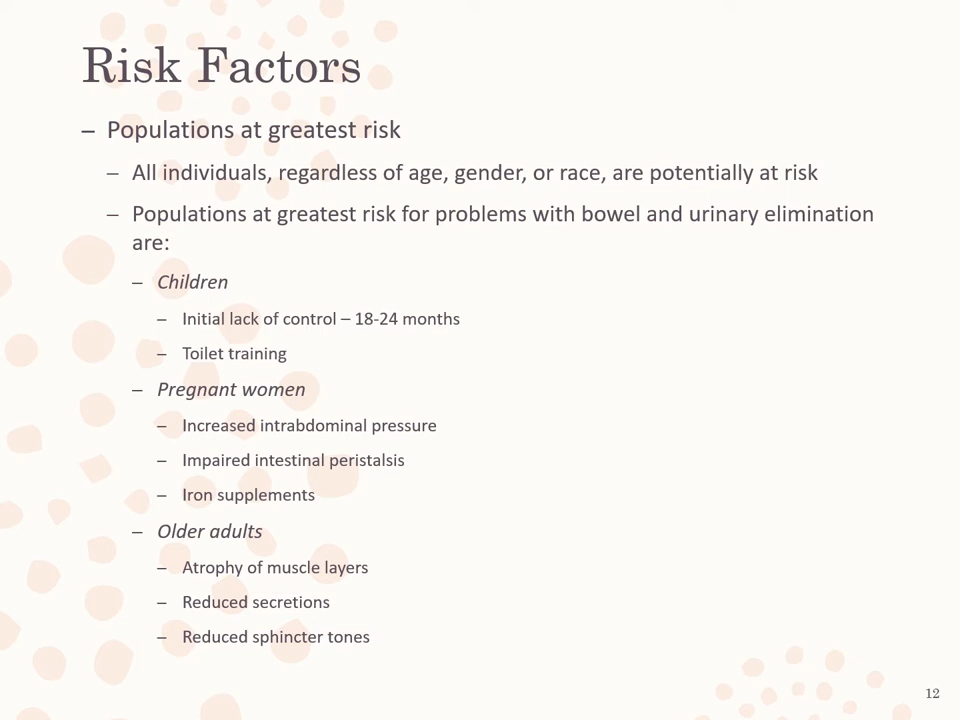 Risk Factors
– Populations at greatest risk
– All individuals, regardless of age, gender, or race, are potentially at risk
– Populations at greatest risk for problems with bowel and urinary elimination
are:
– Children
– Initial lack of control – 18-24 months
– Toilet training
– Pregnant women
– Increased intrabdominal pressure
– Impaired intestinal peristalsis
– Iron supplements
– Older adults
– Atrophy of muscle layers
– Reduced secretions
– Reduced sphincter tones
12